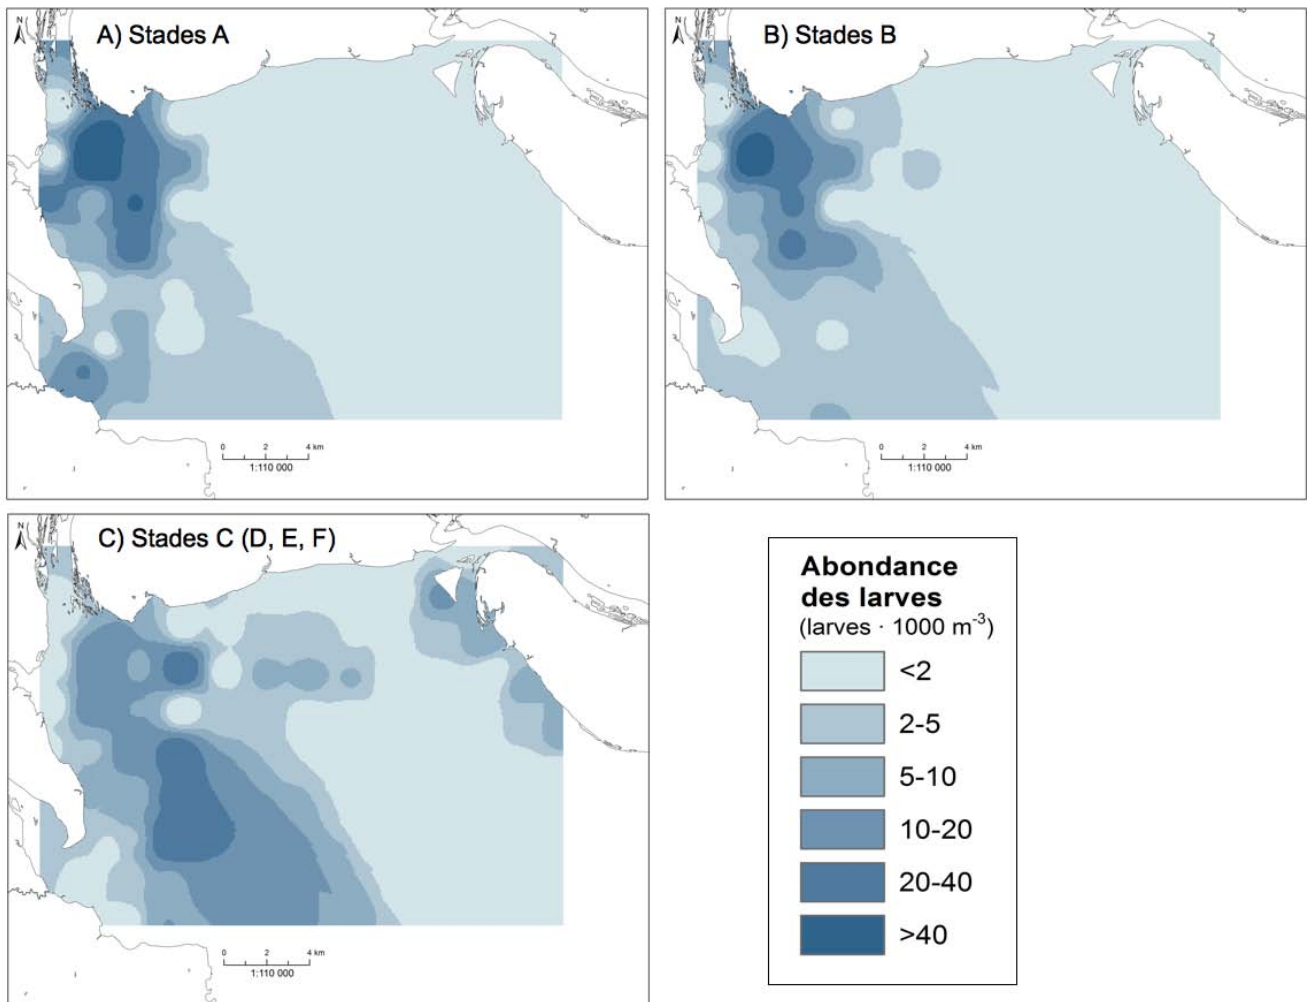 N
A) Stades A
0 2 4 km
1:110 000
N
B) Stades B
0 2 4 km
1:110 000
N
C) Stades C (D, E, F)
0 2 4 km
1:110 000
Abondance
des larves
(larves · 1000 m⁻³)
<2
2-5
5-10
10-20
20-40
>40